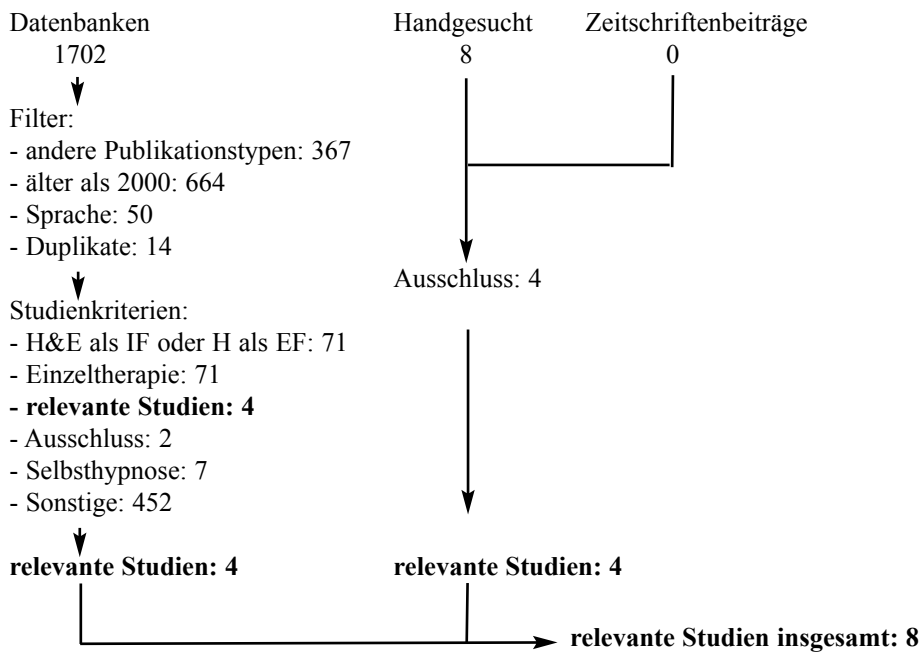 Datenbanken
1702
Handgesucht
8
Zeitschriftenbeiträge
0
Filter:
- andere Publikationstypen: 367
- älter als 2000: 664
- Sprache: 50
- Duplikate: 14
Ausschluss: 4
Studienkriterien:
- H&E als IF oder H als EF: 71
- Einzeltherapie: 71
- relevante Studien: 4
- Ausschluss: 2
- Selbsthypnose: 7
- Sonstige: 452
relevante Studien: 4
relevante Studien: 4
relevante Studien insgesamt: 8